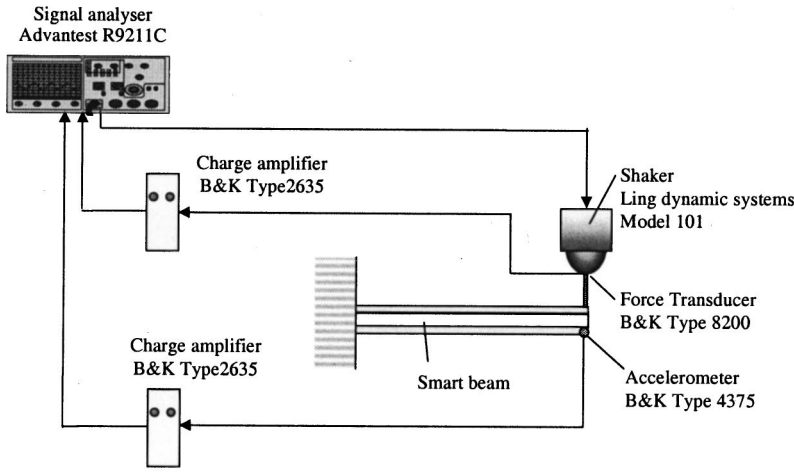 Signal analyser
Advantest R9211C
Charge amplifier
B&K Type2635
Shaker
Ling dynamic systems
Model 101
Force Transducer
B&K Type 8200
Charge amplifier
B&K Type2635
Smart beam
Accelerometer
B&K Type 4375